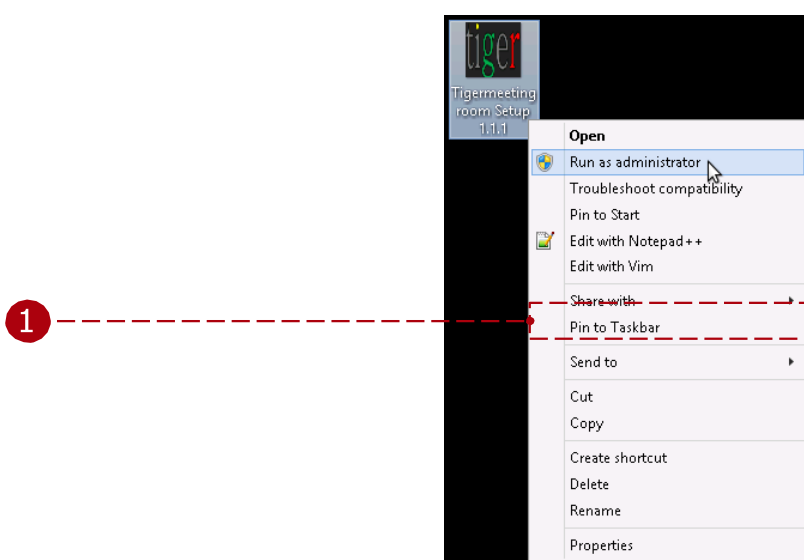 tiger
Tigermeeting
room Setup
1.1.1
Open
Run as administrator
Troubleshoot compatibility
Pin to Start
Edit with Notepad++
Edit with Vim
1
Share with
Pin to Taskbar
Send to
Cut
Copy
Create shortcut
Delete
Rename
Properties